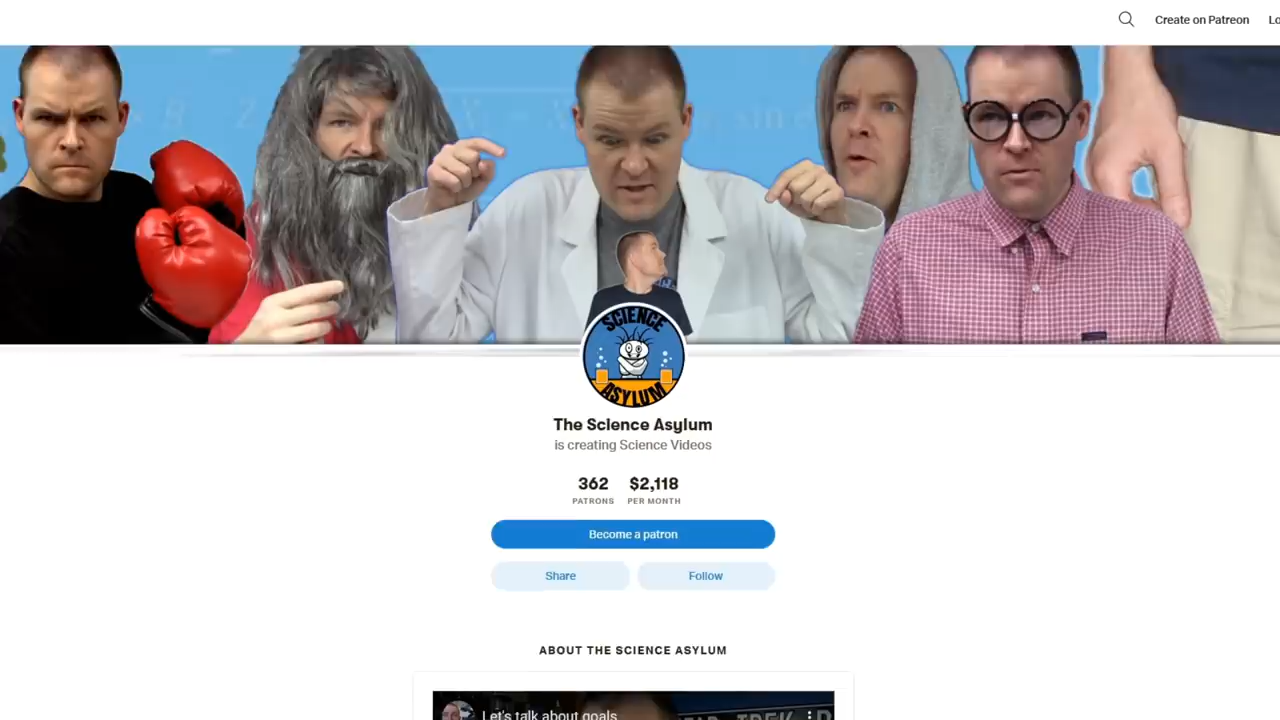 Create on Patreon
Lo
SCIENCE
ASYLUM
The Science Asylum
is creating Science Videos
362 $2,118
PATRONS PER MONTH
Become a patron
Share Follow
ABOUT THE SCIENCE ASYLUM
Let's talk about goals